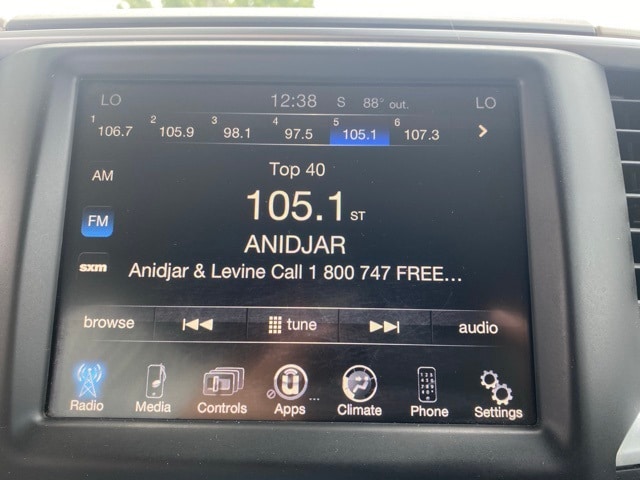 LO 12:38 S 88° out. LO
1 106.7 2 105.9 3 98.1 4 97.5 5 105.1 6 107.3 >
AM
Top 40
105.1 ST
FM
ANIDJAR
sxm
Anidjar & Levine Call 1 800 747 FREE...
browse tune audio
Radio Media Controls Apps ... Climate Phone Settings